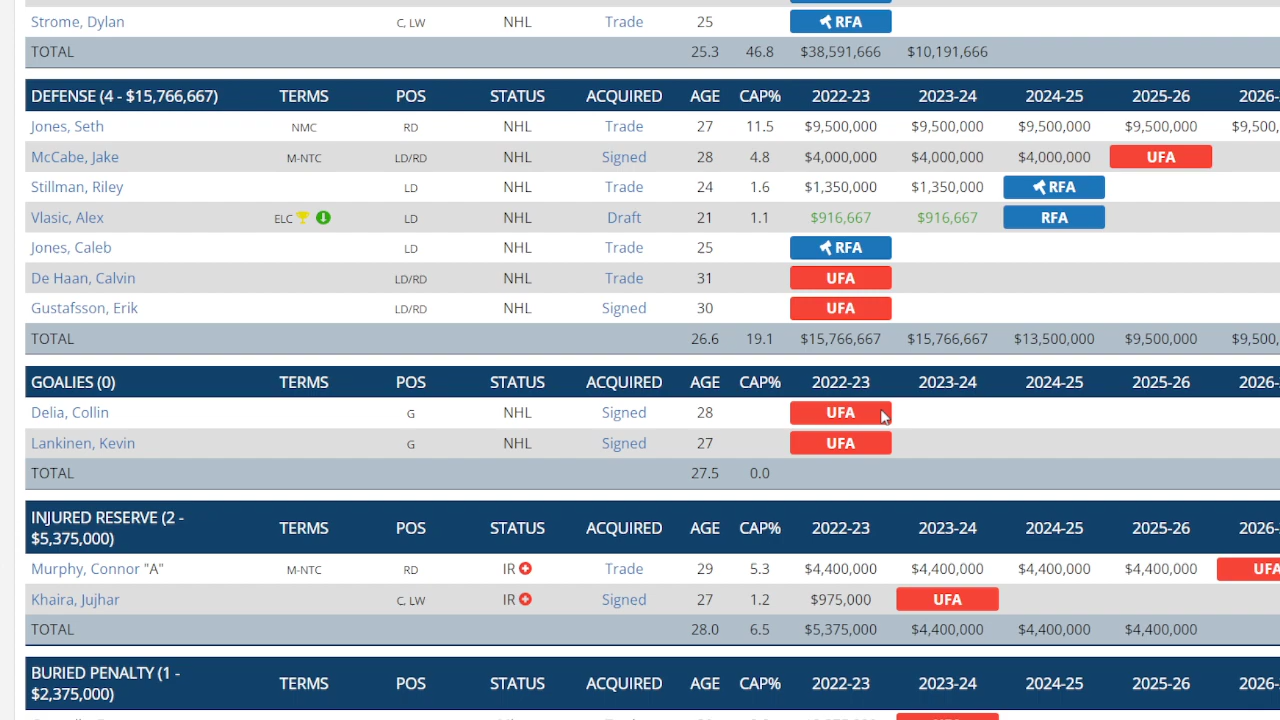 Strome, Dylan C, LW NHL Trade 25 RFA
TOTAL 25.3 46.8 $38,591,666 $10,191,666
DEFENSE (4 - $15,766,667) TERMS POS STATUS ACQUIRED AGE CAP% 2022-23 2023-24 2024-25 2025-26 2026-
Jones, Seth NMC RD NHL Trade 27 11.5 $9,500,000 $9,500,000 $9,500,000 $9,500,000 $9,500,
McCabe, Jake M-NTC LD/RD NHL Signed 28 4.8 $4,000,000 $4,000,000 $4,000,000 UFA
Stillman, Riley LD NHL Trade 24 1.6 $1,350,000 $1,350,000 RFA
Vlasic, Alex ELC LD NHL Draft 21 1.1 $916,667 $916,667 RFA
Jones, Caleb LD NHL Trade 25 RFA
De Haan, Calvin LD/RD NHL Trade 31 UFA
Gustafsson, Erik LD/RD NHL Signed 30 UFA
TOTAL 26.6 19.1 $15,766,667 $15,766,667 $13,500,000 $9,500,000 $9,500,
GOALIES (0) TERMS POS STATUS ACQUIRED AGE CAP% 2022-23 2023-24 2024-25 2025-26 2026-
Delia, Collin G NHL Signed 28 UFA
Lankinen, Kevin G NHL Signed 27 UFA
TOTAL 27.5 0.0
INJURED RESERVE (2 -
$5,375,000) TERMS POS STATUS ACQUIRED AGE CAP% 2022-23 2023-24 2024-25 2025-26 2026-
Murphy, Connor "A" M-NTC RD IR Trade 29 5.3 $4,400,000 $4,400,000 $4,400,000 $4,400,000 UFA
Khaira, Jujhar C, LW IR Signed 27 1.2 $975,000 UFA
TOTAL 28.0 6.5 $5,375,000 $4,400,000 $4,400,000 $4,400,000
BURIED PENALTY (1 -
$2,375,000) TERMS POS STATUS ACQUIRED AGE CAP% 2022-23 2023-24 2024-25 2025-26 2026-